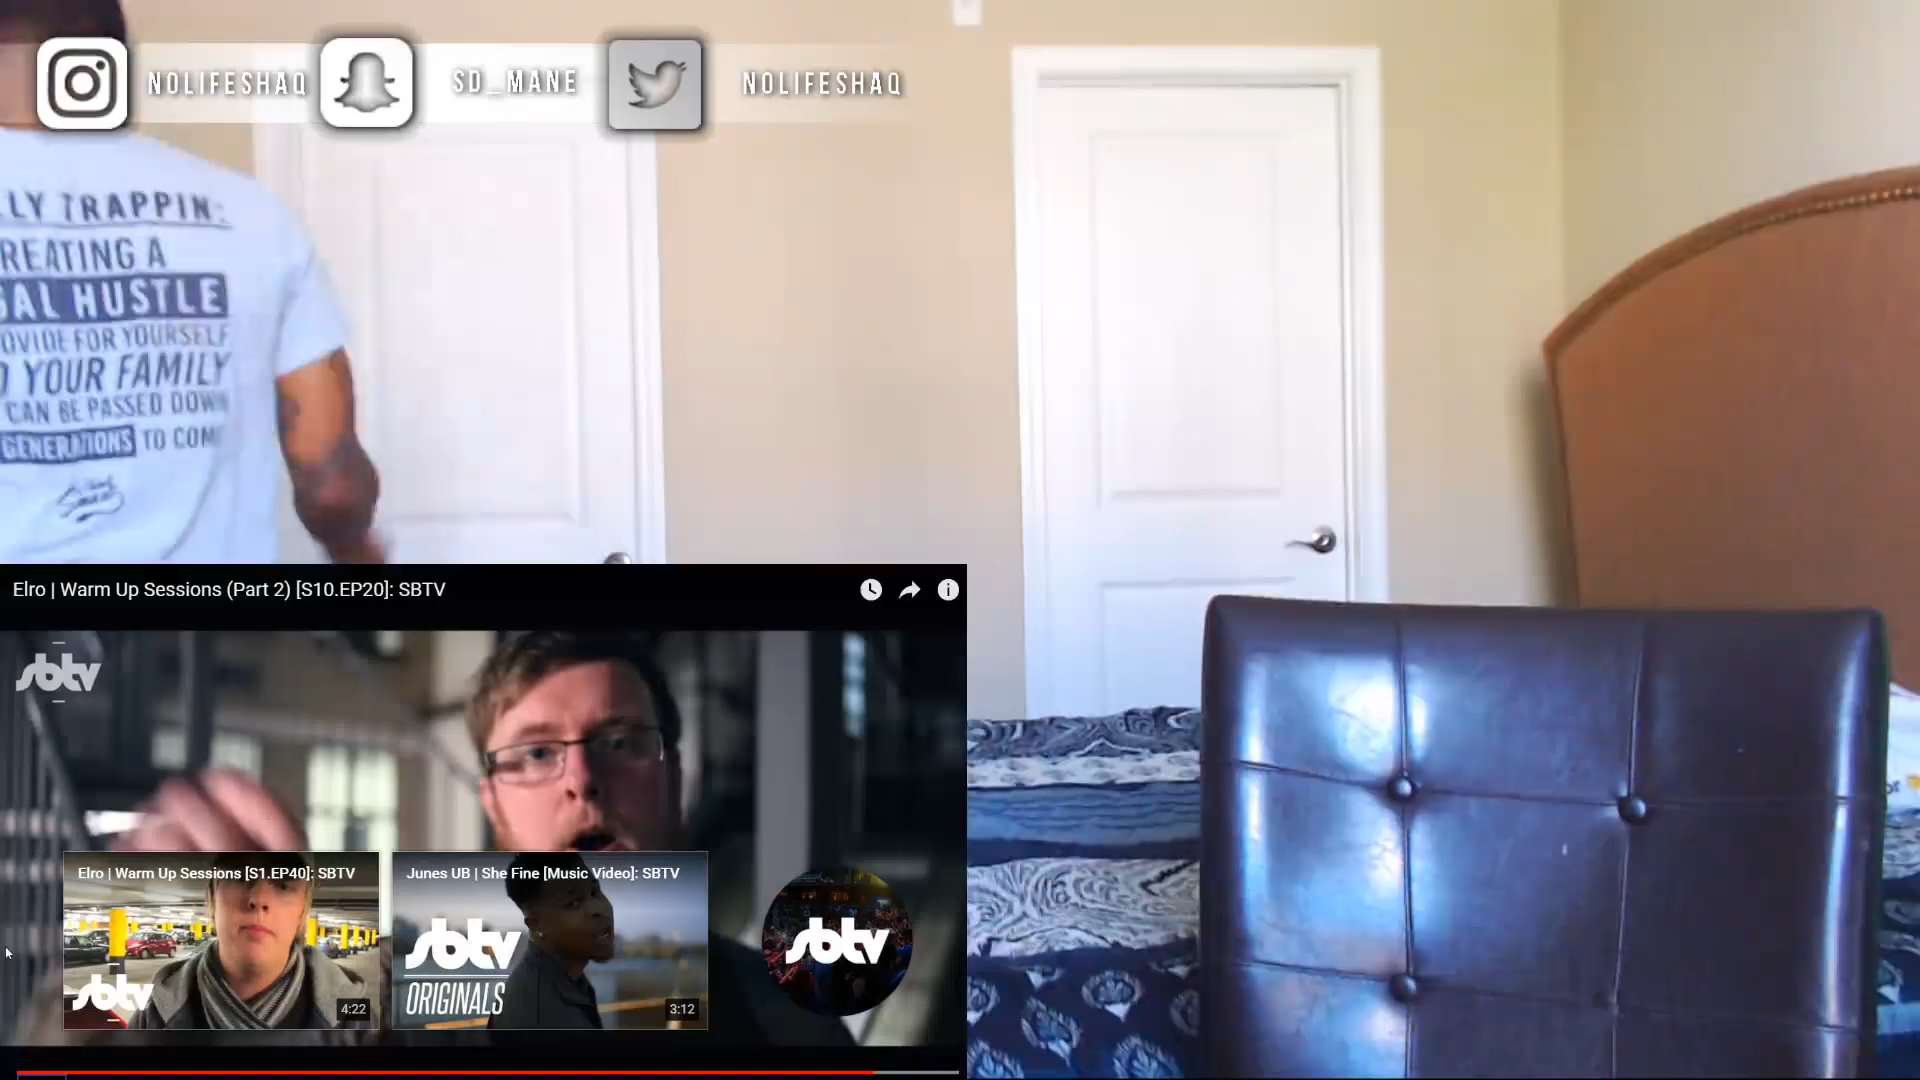 NOLIFESHAQ
SD_MANE
NOLIFESHAQ
LLY TRAPPIN:
REATING A
GAL HUSTLE
OVIDE FOR YOURSELF
D YOUR FAMILY
CAN BE PASSED DOWN
GENERATIONS TO COM
Elro | Warm Up Sessions (Part 2) [S10.EP20]: SBTV
sbtv
Elro | Warm Up Sessions [S1.EP40]: SBTV
sbtv
4:22
Junes UB | She Fine [Music Video]: SBTV
sbtv
ORIGINALS
3:12
sbtv